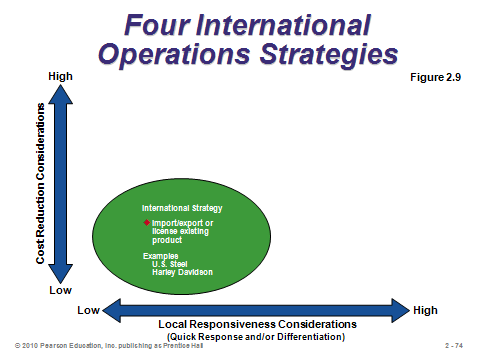 Four International
Operations Strategies
High
Figure 2.9
Cost Reduction Considerations
International Strategy
Import/export or
license existing
product
Examples
U.S. Steel
Harley Davidson
Low
Low
High
Local Responsiveness Considerations
(Quick Response and/or Differentiation)
© 2010 Pearson Education, Inc. publishing as Prentice Hall
2 - 74